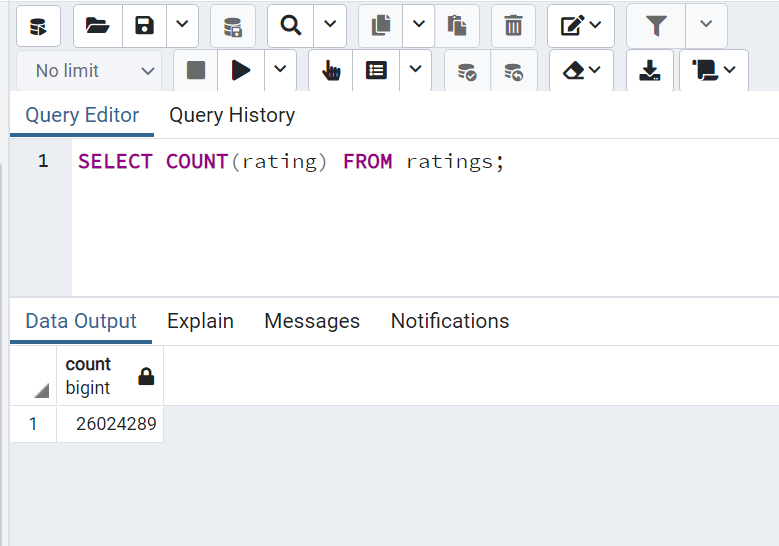 No limit
Query Editor Query History
1 SELECT COUNT(rating) FROM ratings;
Data Output Explain Messages Notifications
count
bigint
1 26024289